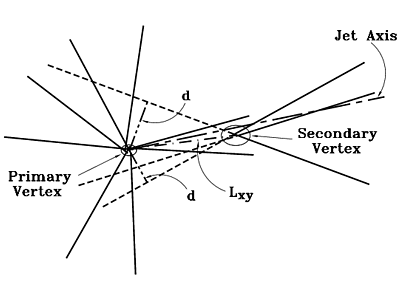 Jet Axis
d
Secondary
Vertex
Primary
Vertex
d
Lxy